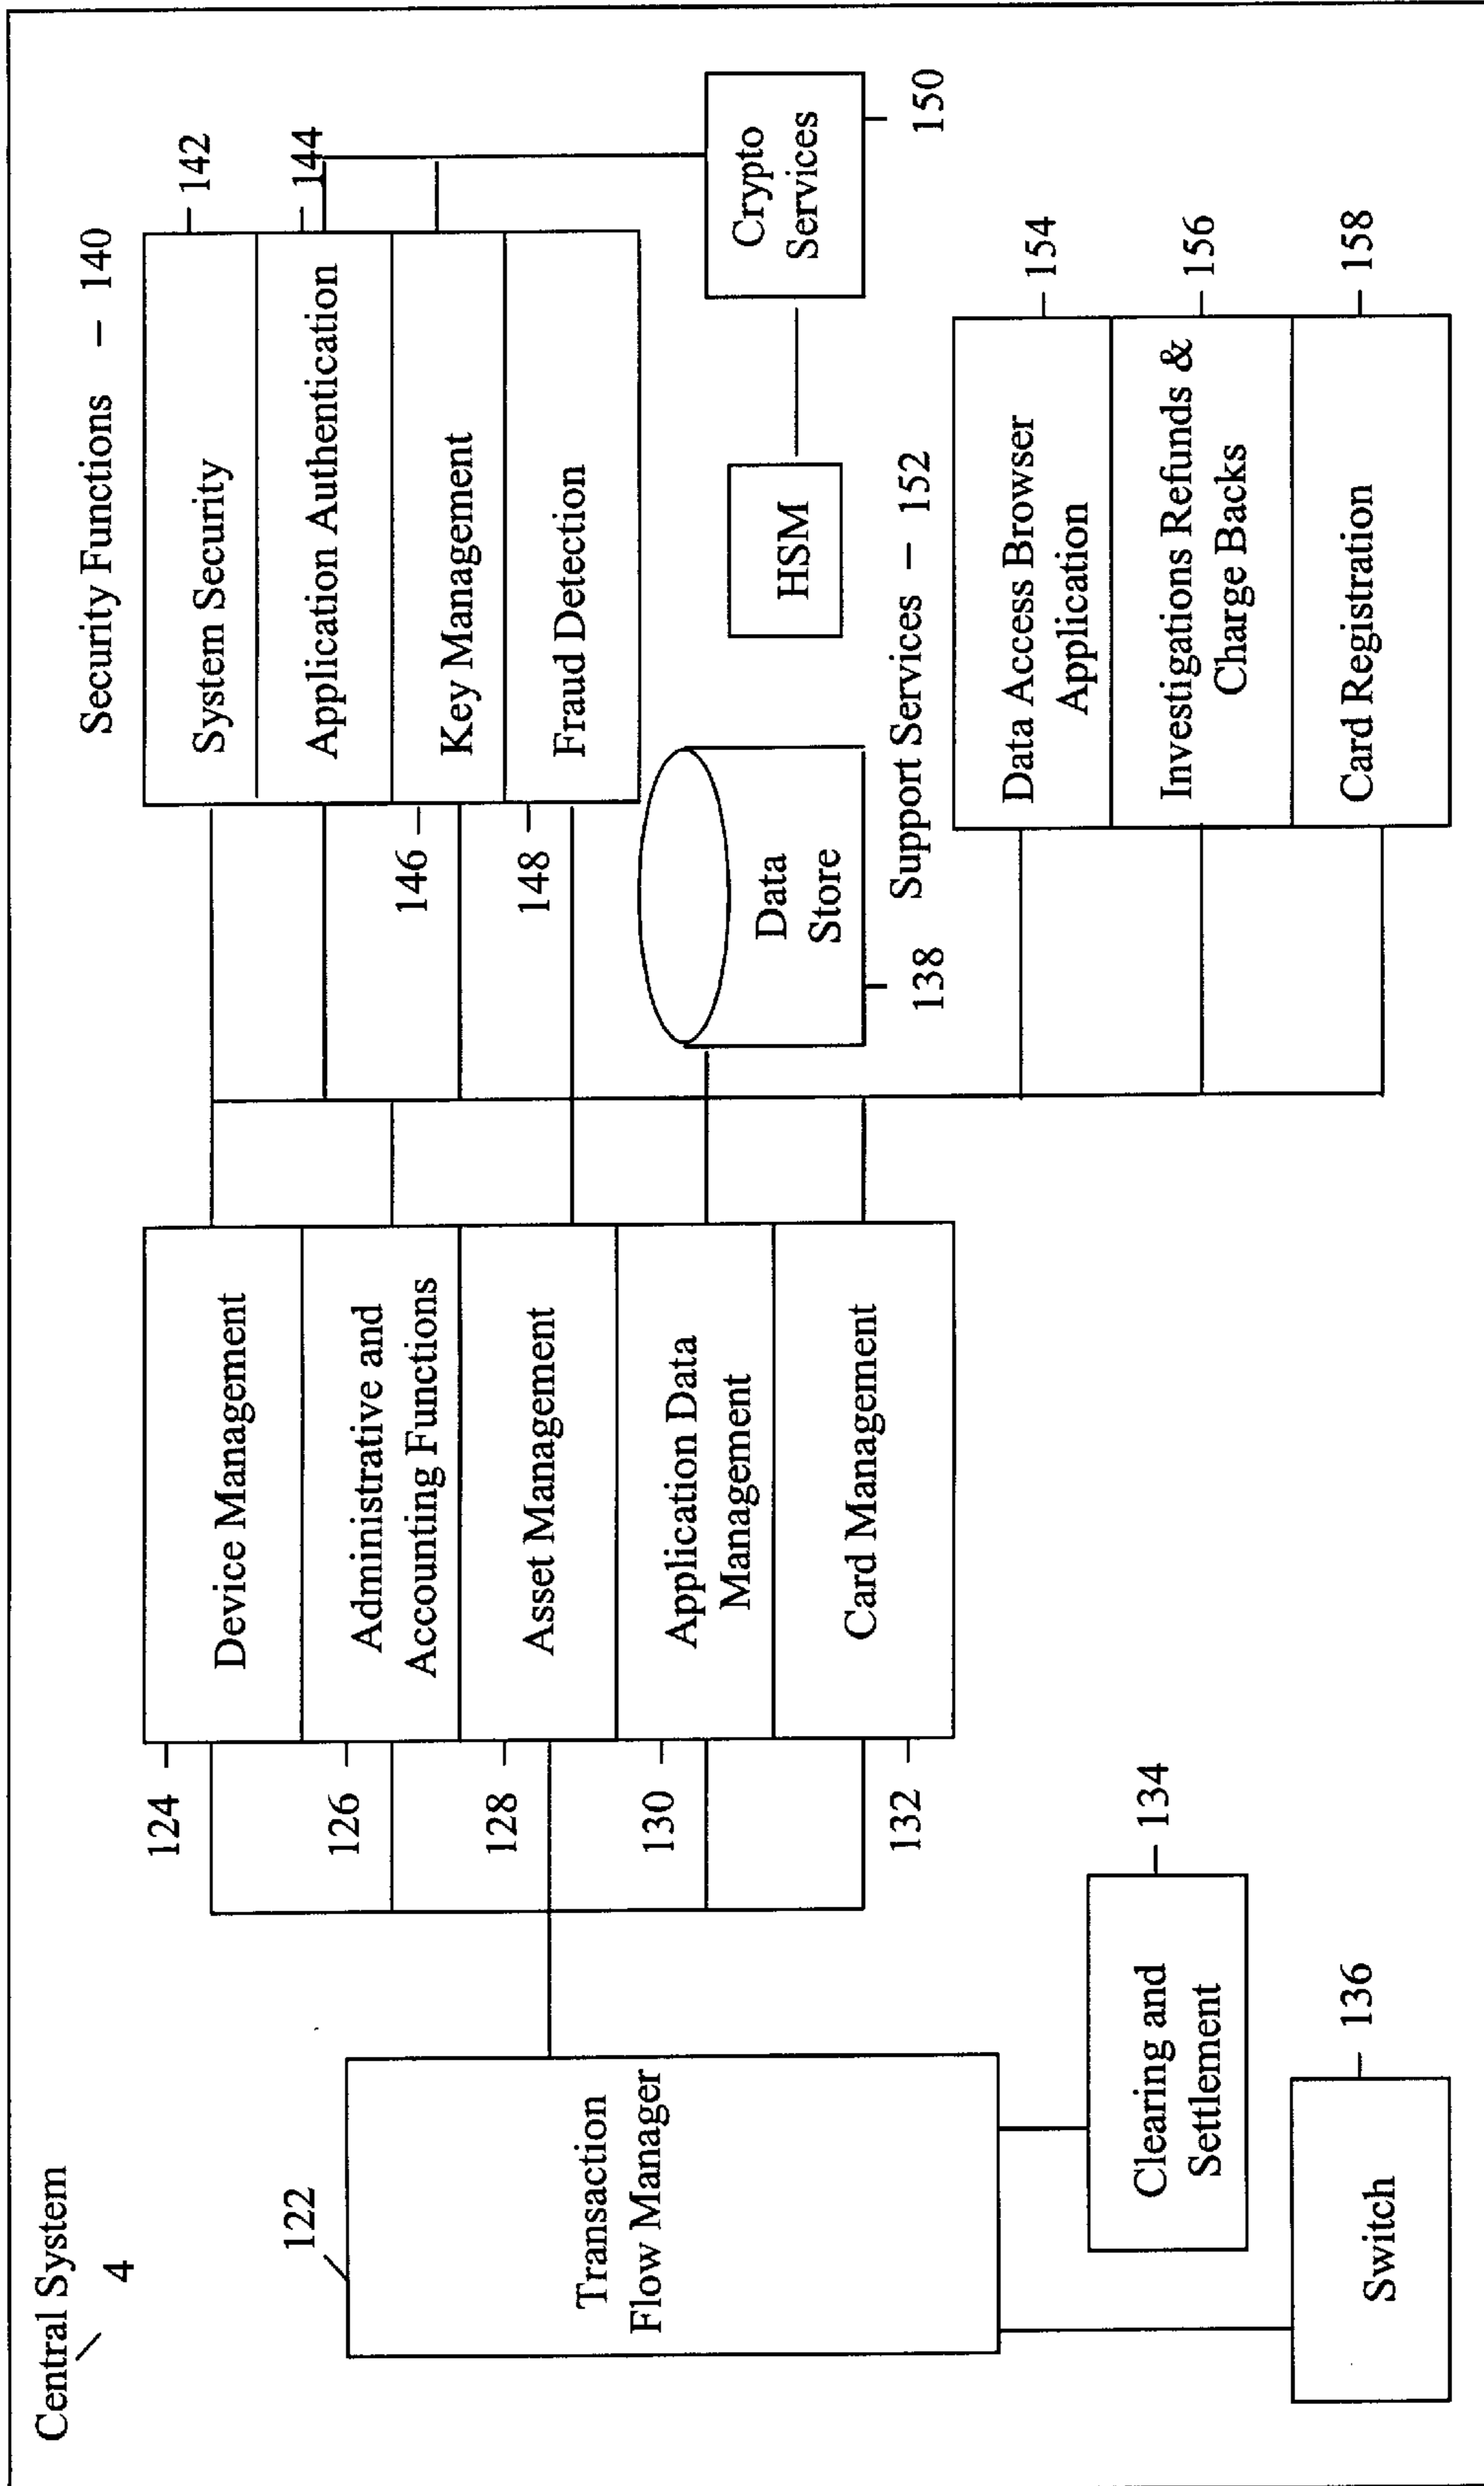 Central System
4
122
Transaction
Flow Manager
Clearing and
Settlement
134
Switch
136
124
Device Management
126
Administrative and
Accounting Functions
128
Asset Management
130
Application Data
Management
132
Card Management
Security Functions – 140
System Security
142
Application Authentication
144
146
Key Management
148
Fraud Detection
Data
Store
138
HSM
Crypto
Services
150
Support Services – 152
Data Access Browser
Application
154
Investigations Refunds &
Charge Backs
156
Card Registration
158